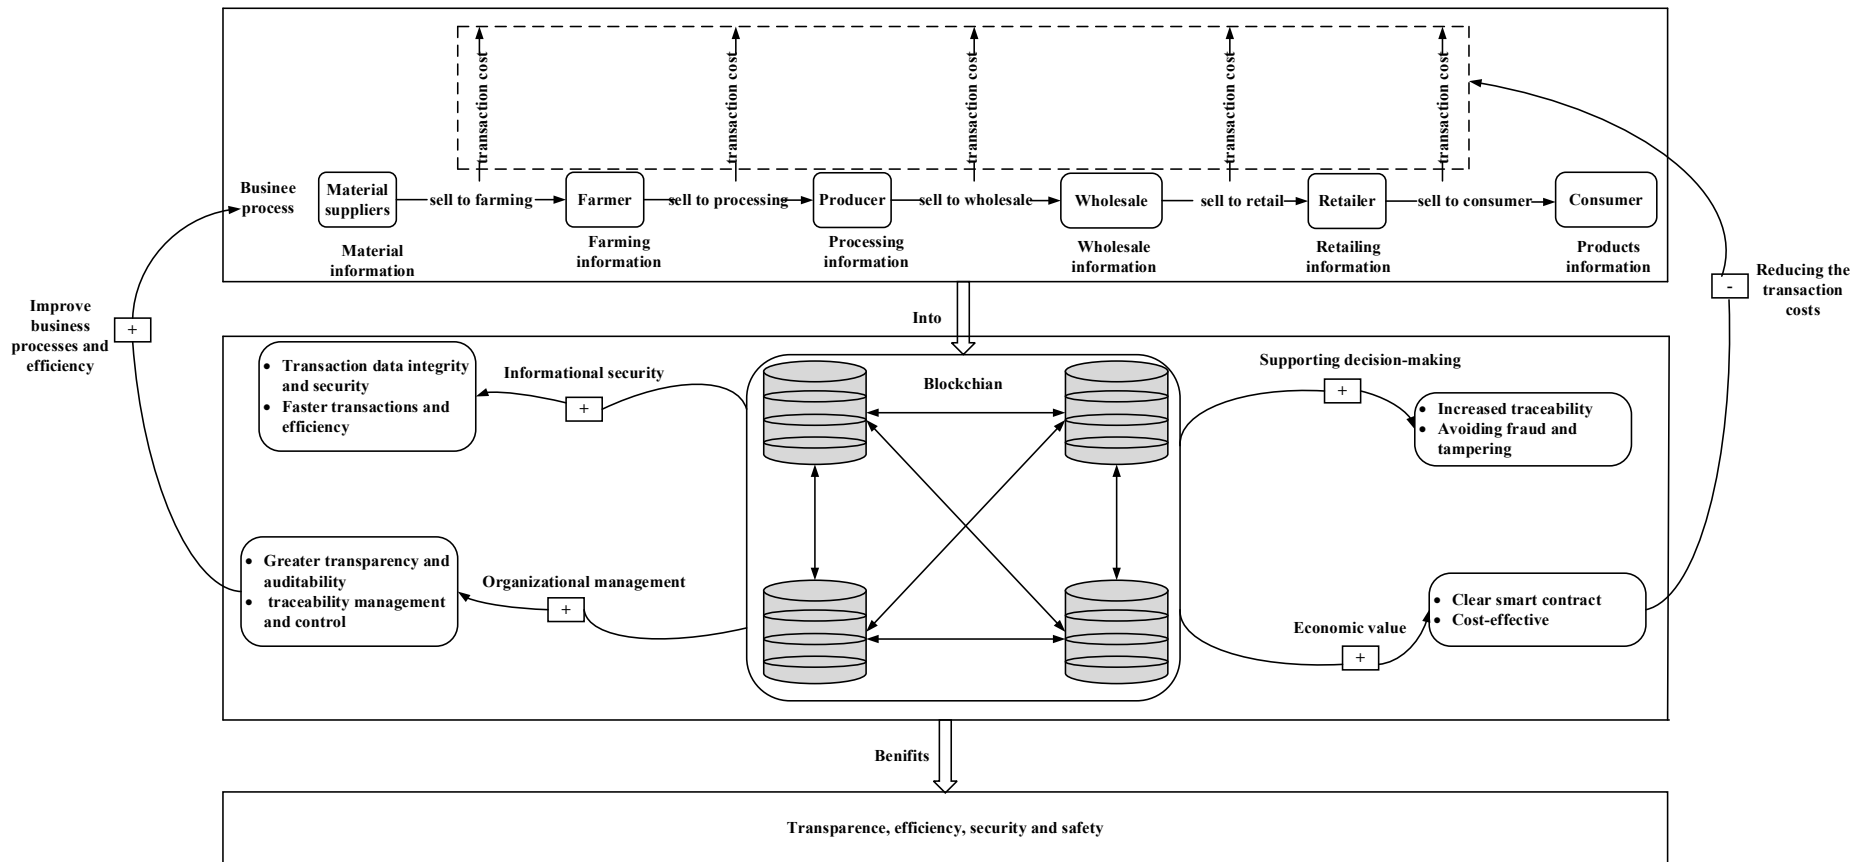 transaction cost
transaction cost
transaction cost
transaction cost
transaction cost
Businee
process
Material
suppliers
sell to farming
Farmer
sell to processing
Producer
sell to wholesale
Wholesale
sell to retail
Retailer
sell to consumer
Consumer
Material
information
Farming
information
Processing
information
Wholesale
information
Retailing
information
Products
information
Improve
business
processes and
efficiency
+
-
Reducing the
transaction
costs
Into
• Transaction data integrity
and security
• Faster transactions and
efficiency
Informational security
+
Blockchian
Supporting decision-making
+
• Increased traceability
• Avoiding fraud and
tampering
• Greater transparency and
auditability
• traceability management
and control
Organizational management
+
Economic value
+
• Clear smart contract
• Cost-effective
Benifits
Transparence, efficiency, security and safety